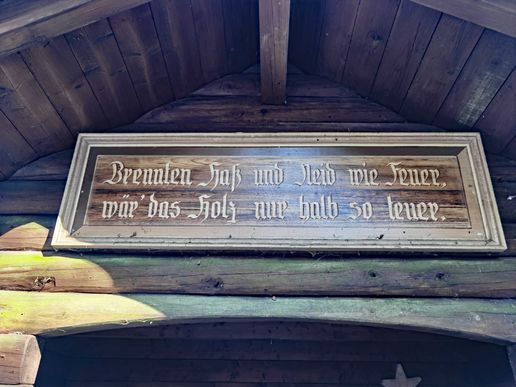 Brennten Haß und Neid wie Feuer,
wär' das Holz nur halb so teuer.